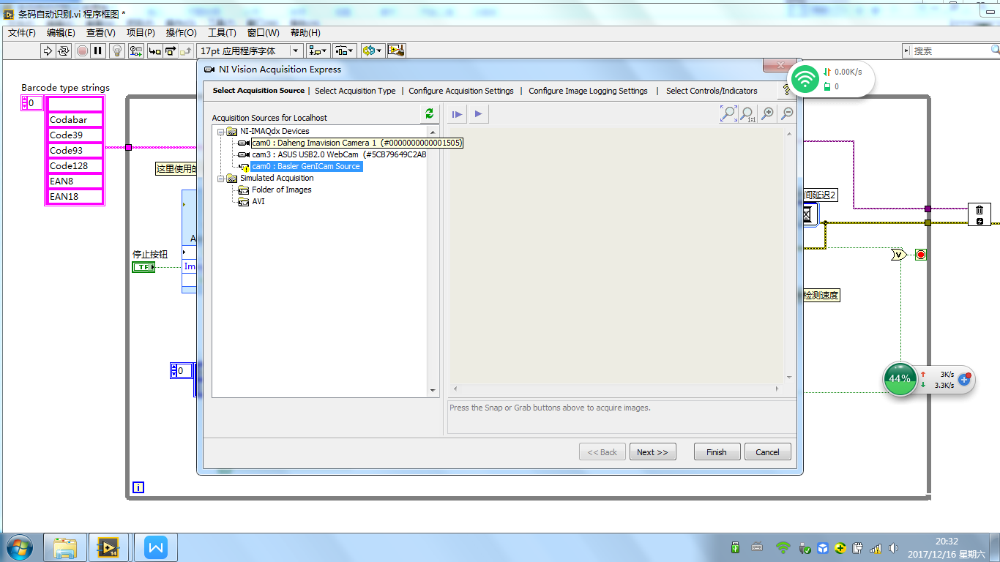 条码自动识别.vi 程序框图 *
文件(F) 编辑(E) 查看(V) 项目(P) 操作(O) 工具(T) 窗口(W) 帮助(H)
17pt 应用程序字体
搜索
NI Vision Acquisition Express
Select Acquisition Source | Select Acquisition Type | Configure Acquisition Settings | Configure Image Logging Settings | Select Controls/Indicators
?
0.00K/s
0
Barcode type strings
0
Codabar
Code39
Code93
Code128
EAN8
EAN18
Acquisition Sources for Localhost
1:1
NI-IMAQdx Devices
cam0 : Daheng Imavision Camera 1 (#0000000000001505)
cam3 : ASUS USB2.0 WebCam (#5CB79649C2AB
cam0 : Basler GenICam Source
Simulated Acquisition
Folder of Images
AVI
这里使用的
间延迟2
A
停止按钮
TF
Im
V
检测速度
0
44%
3K/s
3.3K/s
Press the Snap or Grab buttons above to acquire images.
<< Back
Next >>
Finish
Cancel
i
14
W
20:32
2017/12/16 星期六